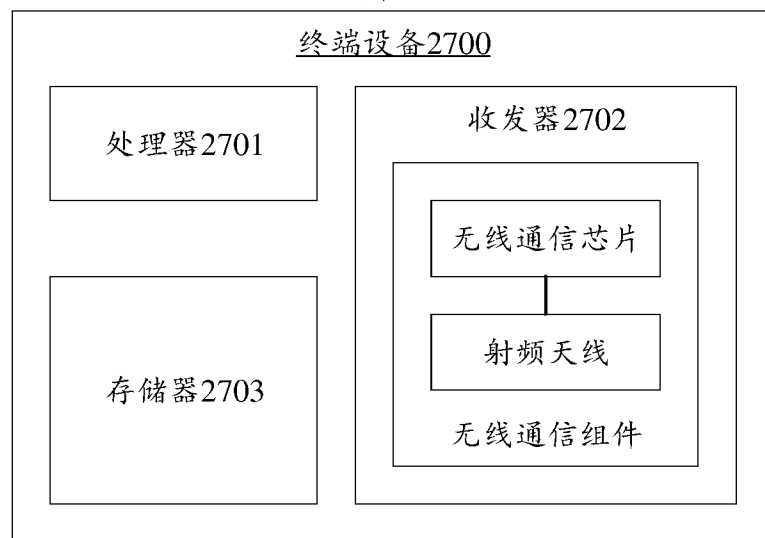 终端设备2700
处理器2701
收发器2702
无线通信芯片
射频天线
存储器2703
无线通信组件